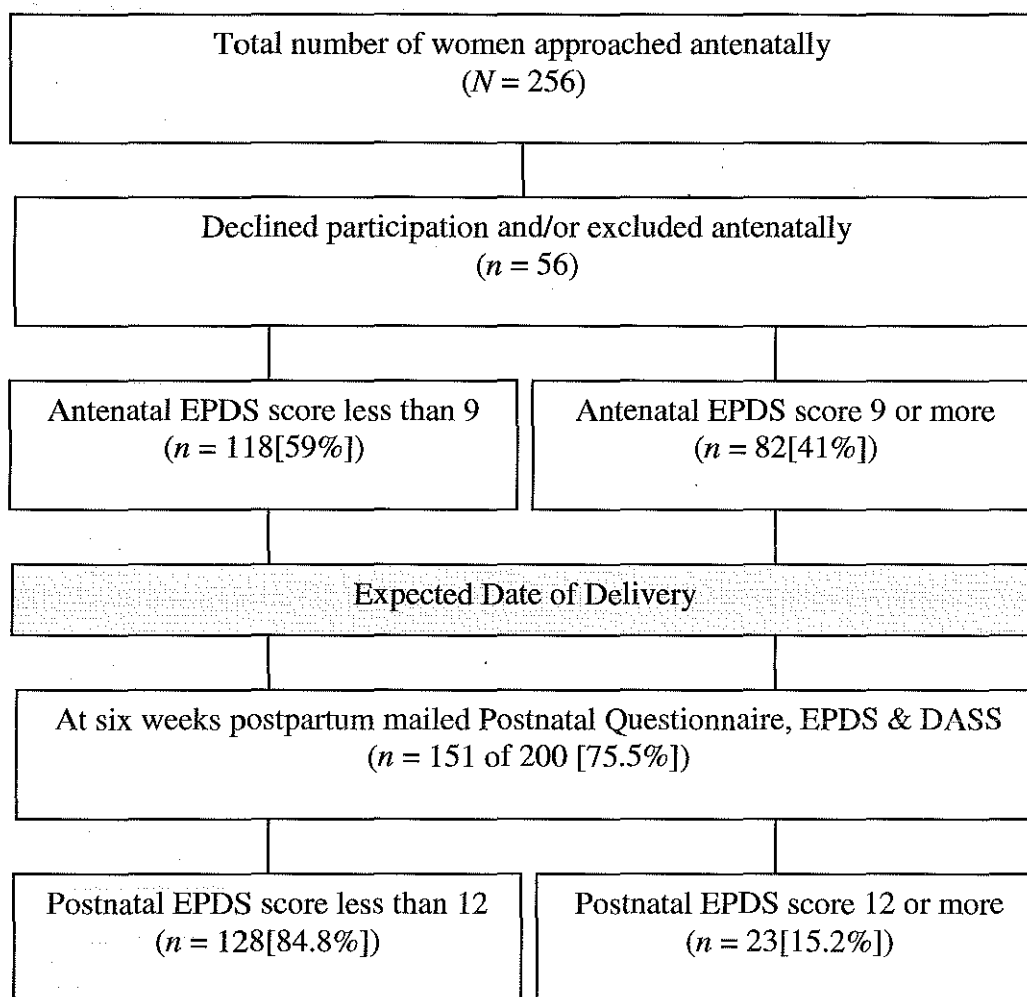 Total number of women approached antenatally
(N = 256)
Declined participation and/or excluded antenatally
(n = 56)
Antenatal EPDS score less than 9
(n = 118[59%])
Antenatal EPDS score 9 or more
(n = 82[41%])
Expected Date of Delivery
At six weeks postpartum mailed Postnatal Questionnaire, EPDS & DASS
(n = 151 of 200 [75.5%])
Postnatal EPDS score less than 12
(n = 128[84.8%])
Postnatal EPDS score 12 or more
(n = 23[15.2%])